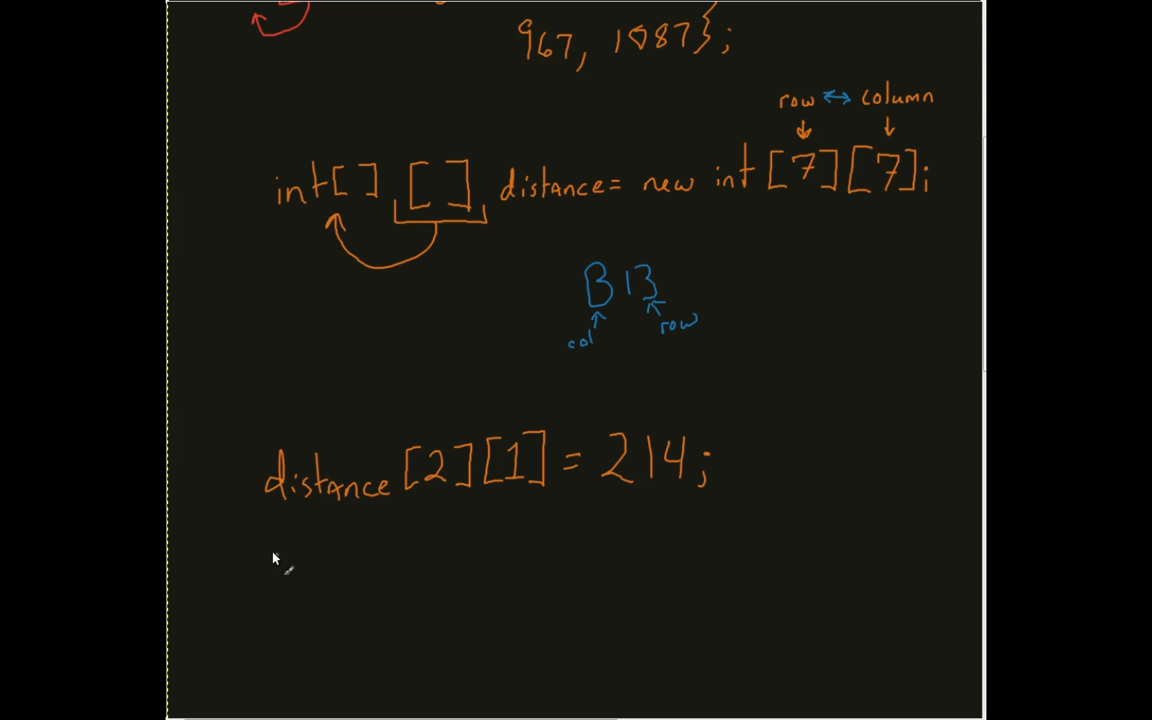 967, 1087};
row ↔ column
int[] [] distance= new int[7][7];
B13
col row
distance[2][1] = 214;